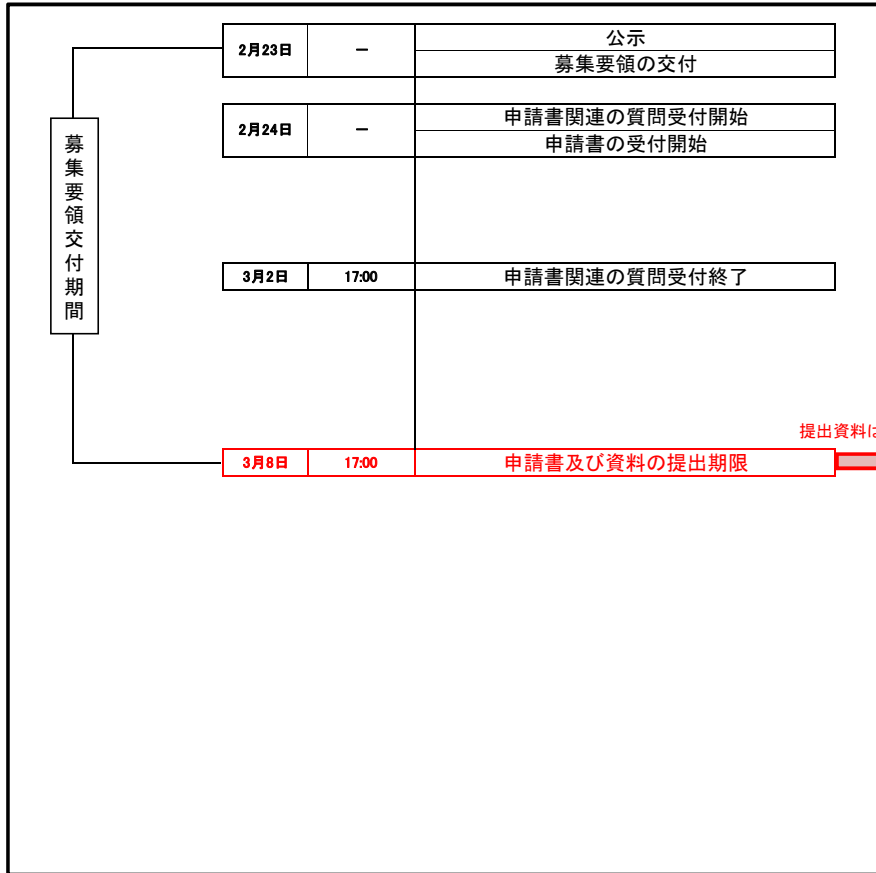 2月23日
－
公示
募集要領の交付
2月24日
－
申請書関連の質問受付開始
申請書の受付開始
募集要領交付期間
3月2日
17:00
申請書関連の質問受付終了
提出資料は
3月8日
17:00
申請書及び資料の提出期限